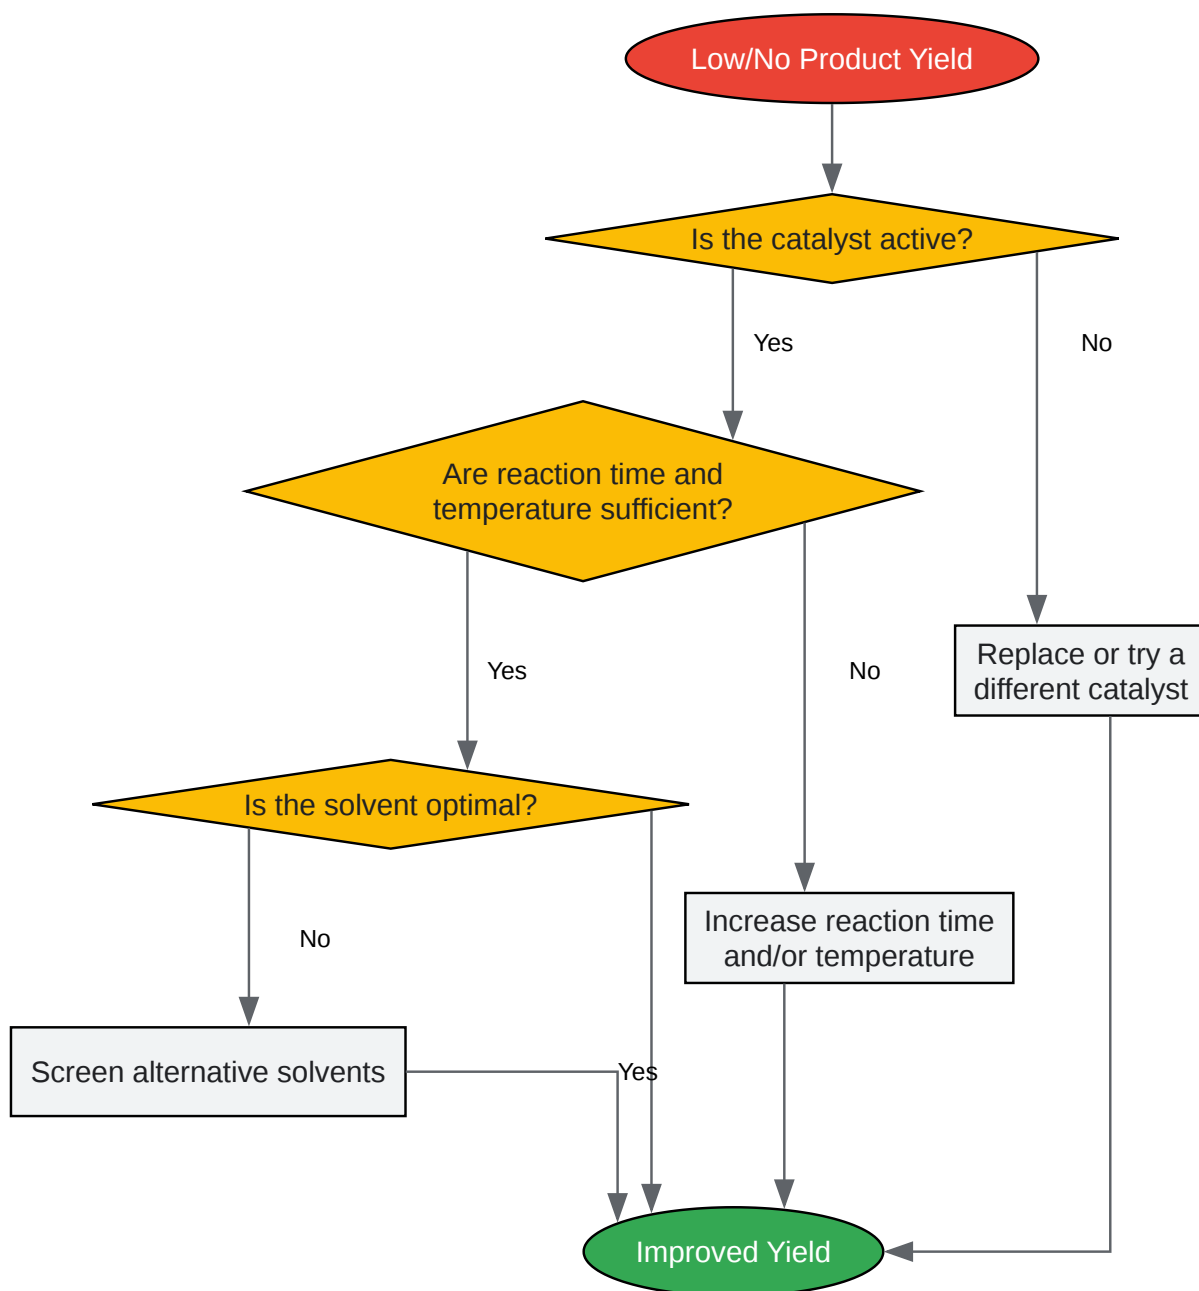 Low/No Product Yield
Is the catalyst active?
Yes
No
Are reaction time and
temperature sufficient?
Replace or try a
different catalyst
Yes
No
Is the solvent optimal?
Increase reaction time
and/or temperature
No
Screen alternative solvents
Yes
Improved Yield